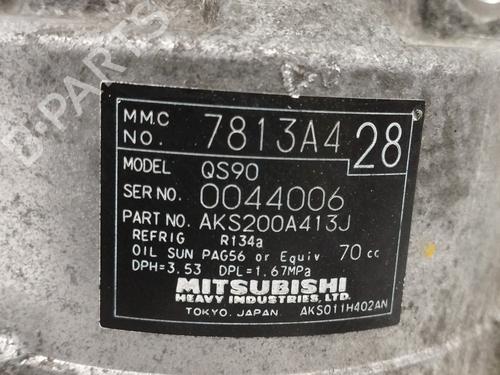 D-PARTS
MMC NO. 7813A428
MODEL QS90
SER NO. 0044006
PART NO. AKS200A413J
REFRIG R134a
OIL SUN PAG56 or Equiv 70 cc
DPH=3.53 DPL=1.67MPa
MITSUBISHI
HEAVY INDUSTRIES, LTD.
TOKYO, JAPAN AKS011H402AN